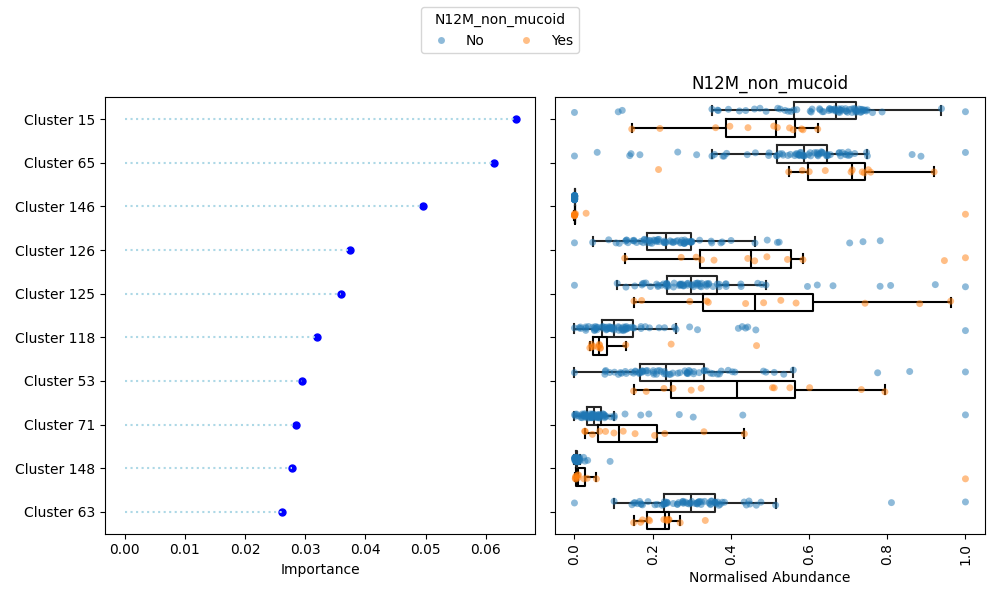 N12M_non_mucoid
No Yes
N12M_non_mucoid
Cluster 15
Cluster 65
Cluster 146
Cluster 126
Cluster 125
Cluster 118
Cluster 53
Cluster 71
Cluster 148
Cluster 63
0.00 0.01 0.02 0.03 0.04 0.05 0.06
Importance
0.0 0.2 0.4 0.6 0.8 1.0
Normalised Abundance